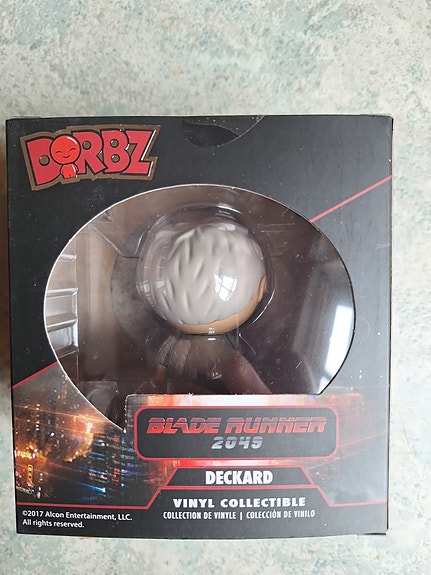 DORBZ
BLADE RUNNER
2049
DECKARD
VINYL COLLECTIBLE
COLLECTION DE VINYLE | COLECCIÓN DE VINILO
©2017 Alcon Entertainment, LLC.
All rights reserved.